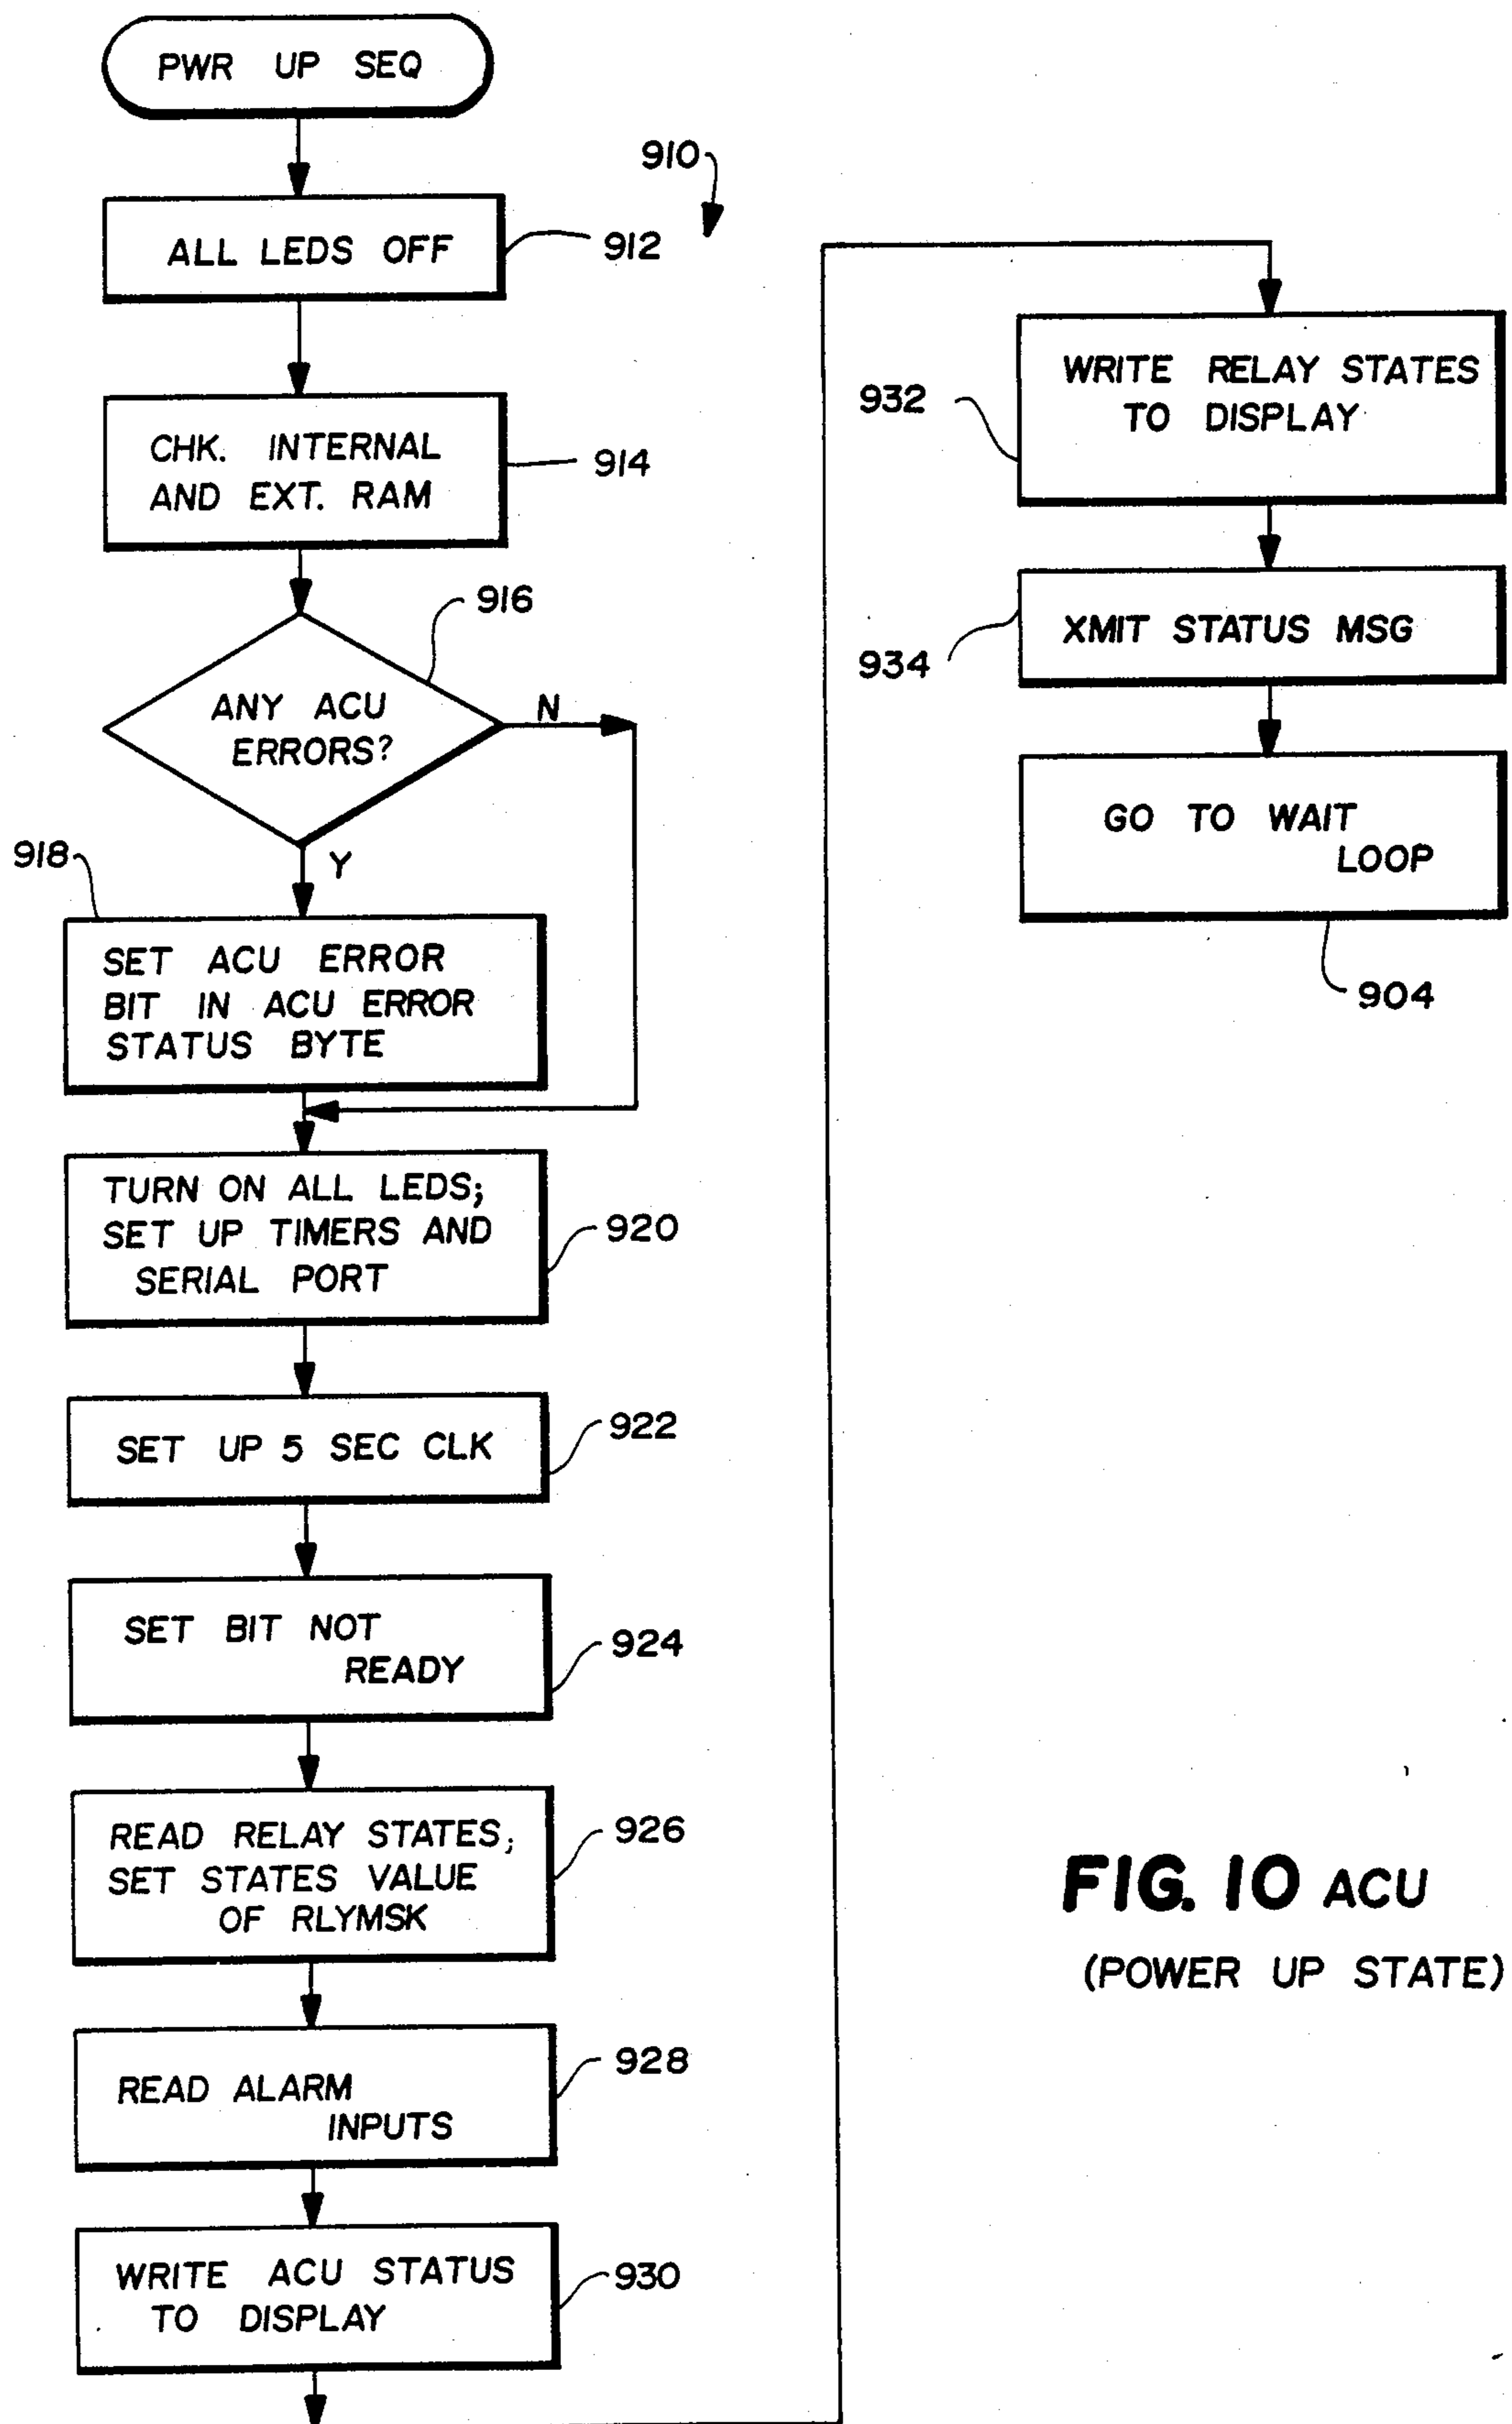 PWR UP SEQ
910
ALL LEDS OFF
912
CHK. INTERNAL
AND EXT. RAM
914
916
ANY ACU
ERRORS?
N
Y
918
SET ACU ERROR
BIT IN ACU ERROR
STATUS BYTE
TURN ON ALL LEDS;
SET UP TIMERS AND
SERIAL PORT
920
SET UP 5 SEC CLK
922
SET BIT NOT
READY
924
READ RELAY STATES;
SET STATES VALUE
OF RLYMSK
926
READ ALARM
INPUTS
928
WRITE ACU STATUS
TO DISPLAY
930
WRITE RELAY STATES
TO DISPLAY
932
XMIT STATUS MSG
934
GO TO WAIT
LOOP
904
FIG. 10 ACU
(POWER UP STATE)